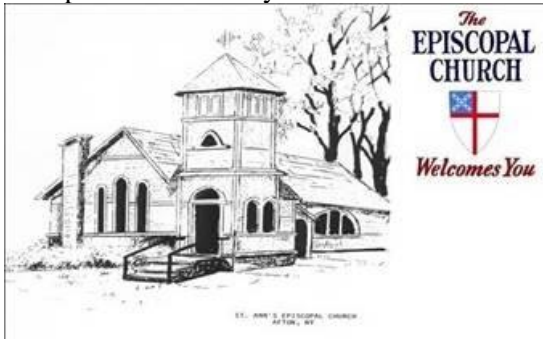 The
EPISCOPAL
CHURCH
Welcomes You
ST. ANN'S EPISCOPAL CHURCH
AFTON, NY